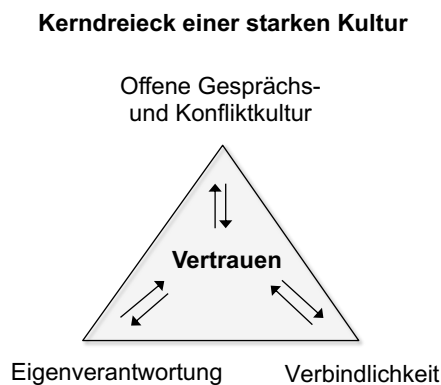 Kerndreieck einer starken Kultur
Offene Gesprächs-
und Konfliktkultur
Vertrauen
Eigenverantwortung
Verbindlichkeit